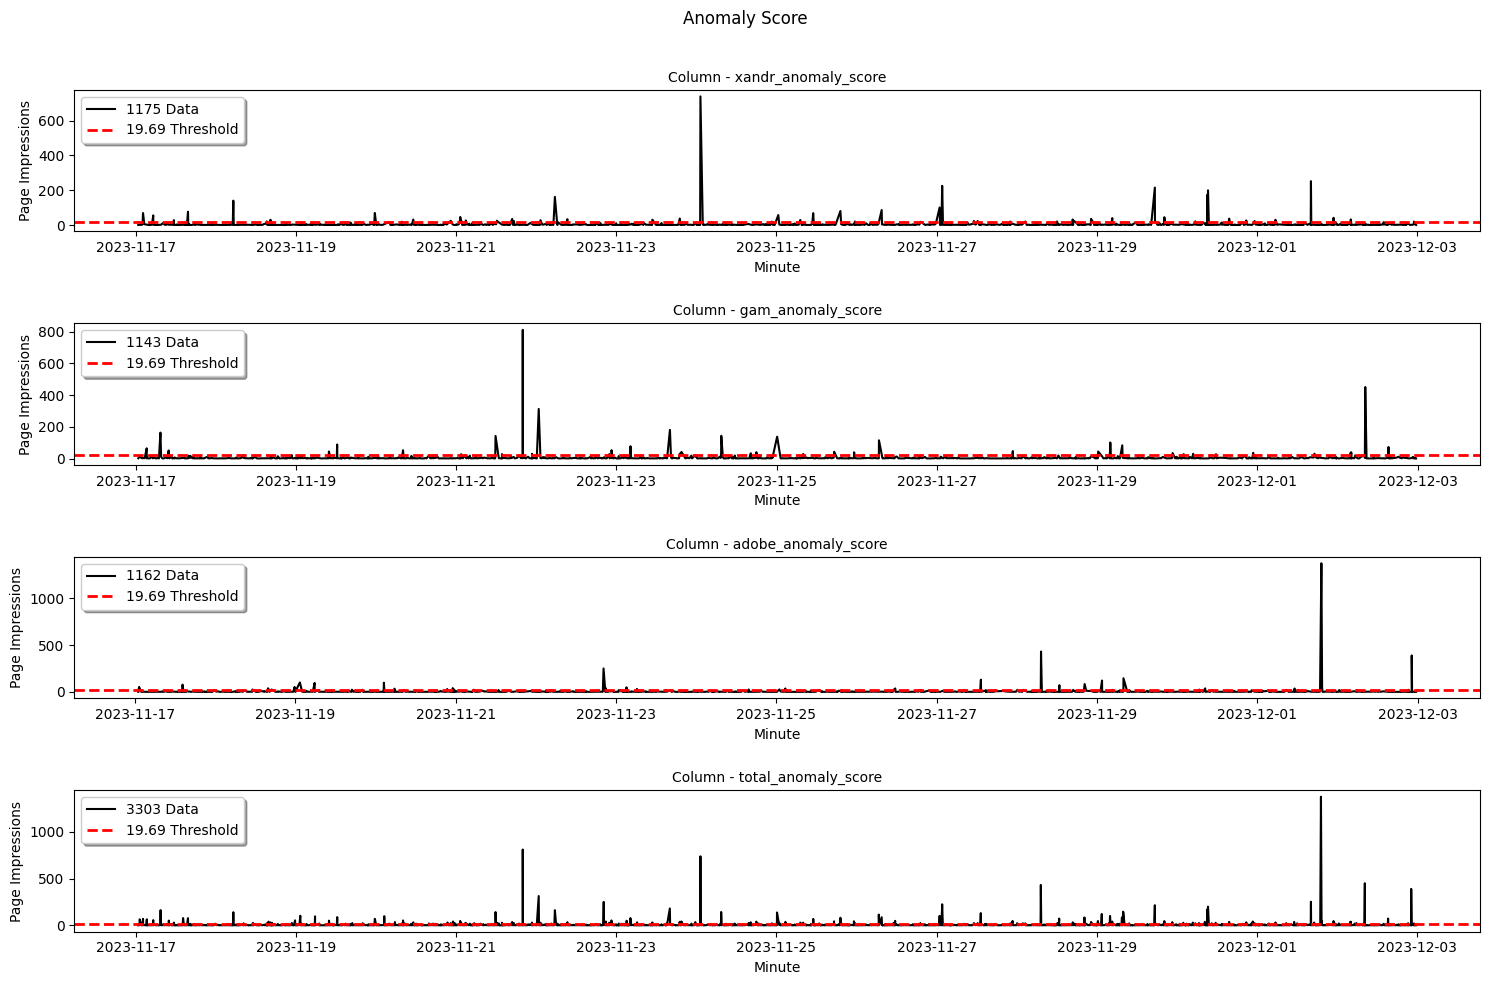 Anomaly Score
Column - xandr_anomaly_score
Page Impressions
600
400
200
0
1175 Data
19.69 Threshold
2023-11-17 2023-11-19 2023-11-21 2023-11-23 2023-11-25 2023-11-27 2023-11-29 2023-12-01 2023-12-03
Minute
Column - gam_anomaly_score
Page Impressions
800
600
400
200
0
1143 Data
19.69 Threshold
2023-11-17 2023-11-19 2023-11-21 2023-11-23 2023-11-25 2023-11-27 2023-11-29 2023-12-01 2023-12-03
Minute
Column - adobe_anomaly_score
Page Impressions
1000
500
0
1162 Data
19.69 Threshold
2023-11-17 2023-11-19 2023-11-21 2023-11-23 2023-11-25 2023-11-27 2023-11-29 2023-12-01 2023-12-03
Minute
Column - total_anomaly_score
Page Impressions
1000
500
0
3303 Data
19.69 Threshold
2023-11-17 2023-11-19 2023-11-21 2023-11-23 2023-11-25 2023-11-27 2023-11-29 2023-12-01 2023-12-03
Minute